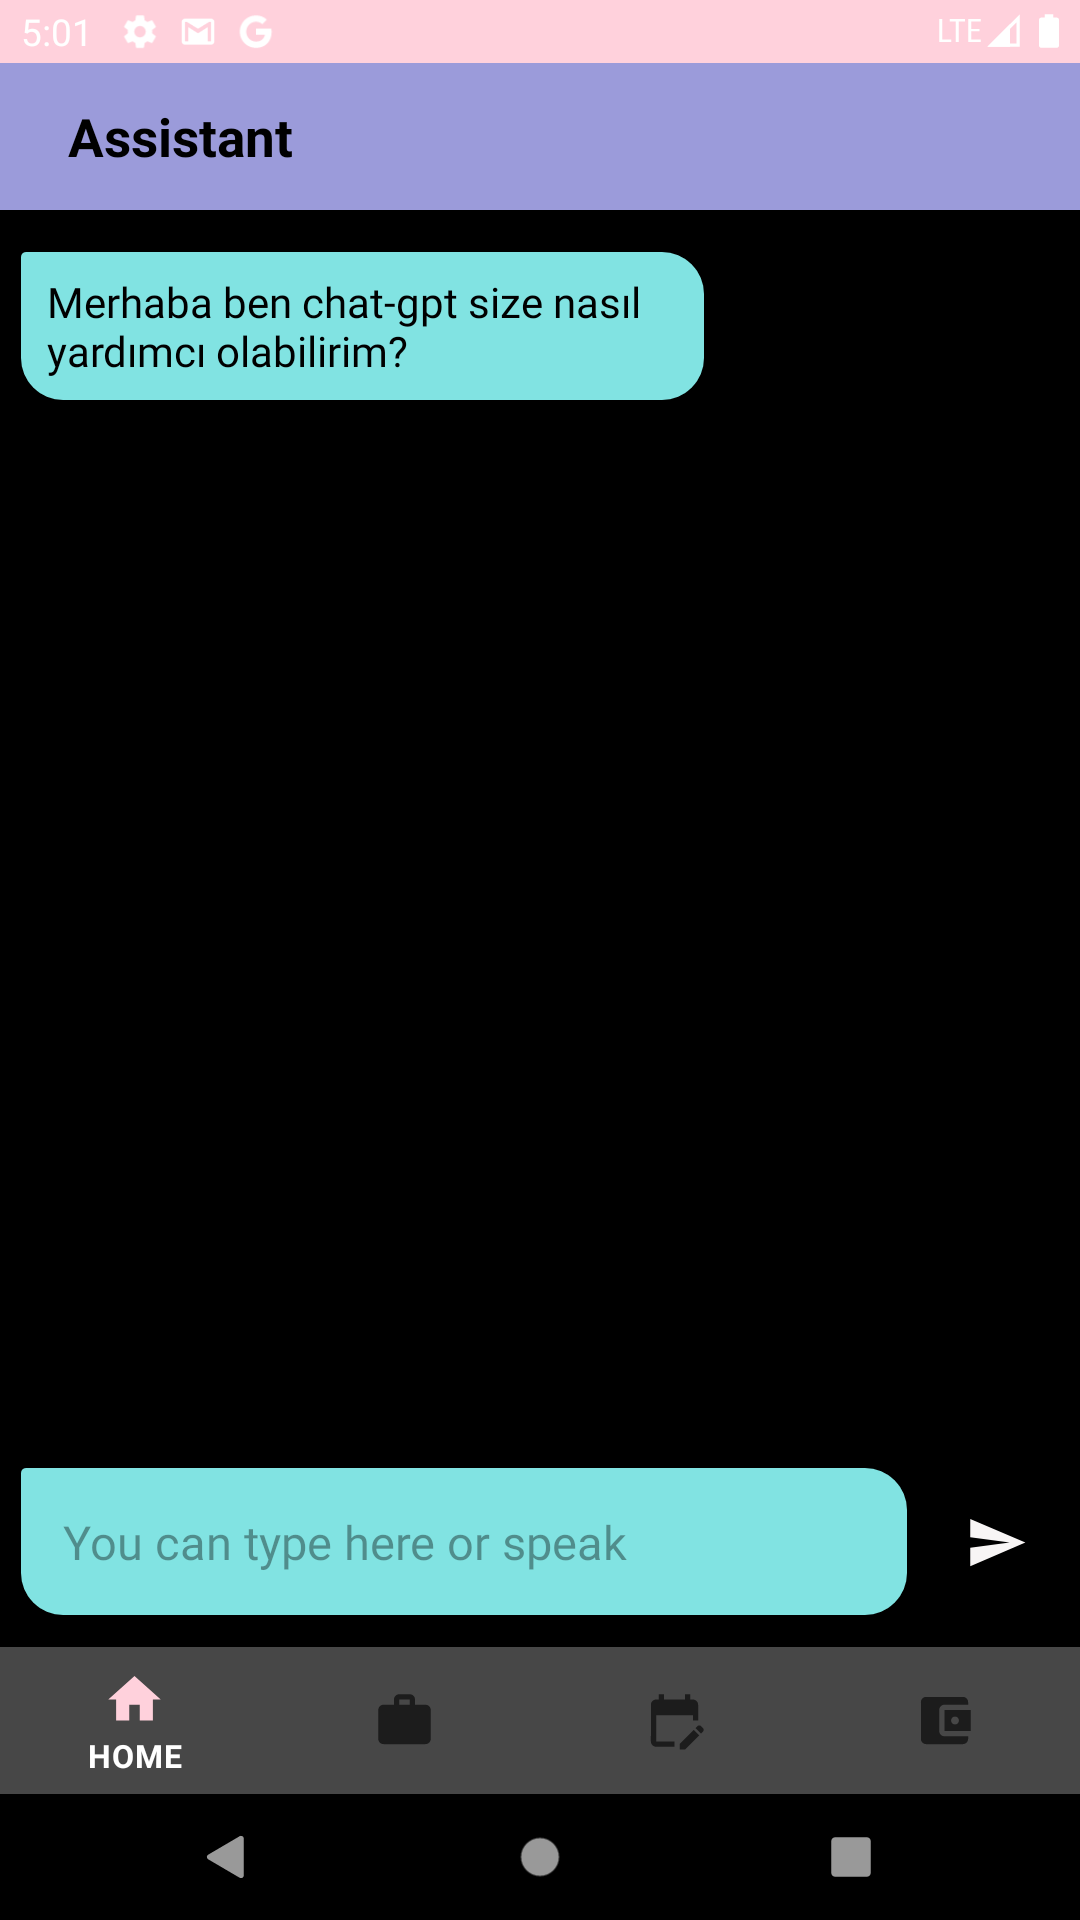 5:01 LTE
Assistant
Merhaba ben chat-gpt size nasıl
yardımcı olabilirim?
You can type here or speak
HOME